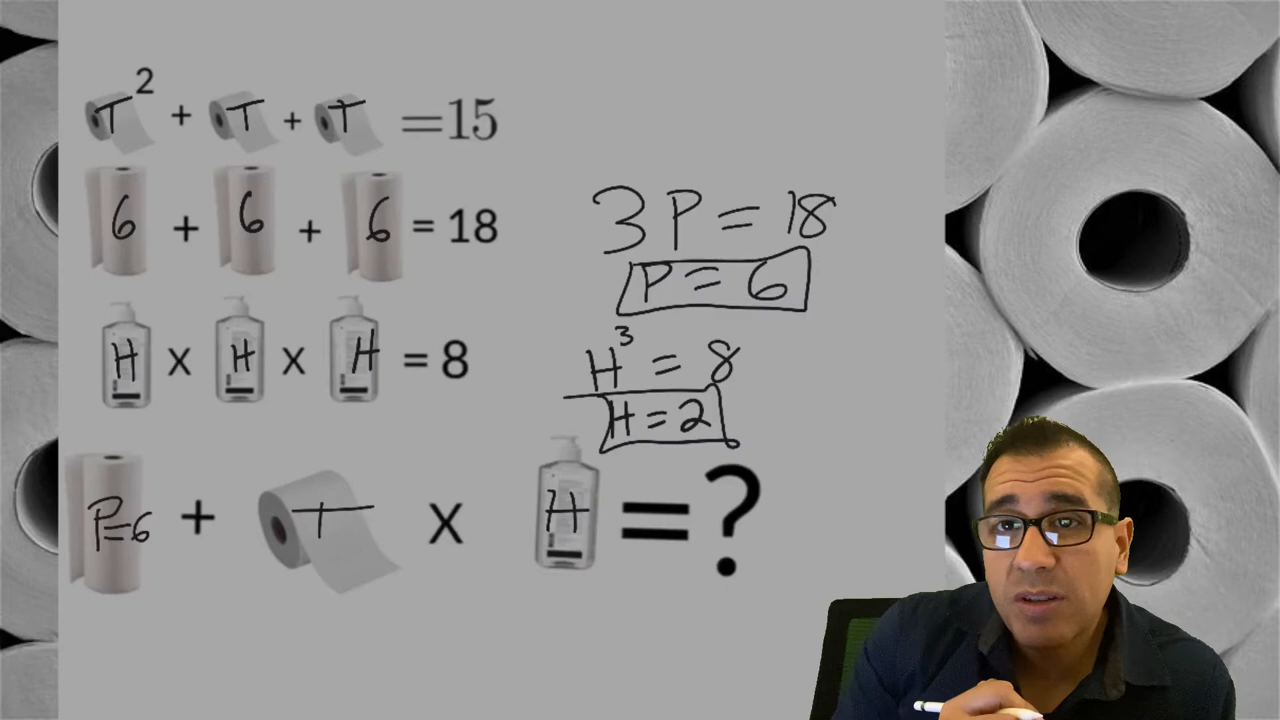 T² + T + T =15
6 + 6 + 6 = 18
3P = 18
P = 6
H x H x H = 8
H³ = 8
H = 2
P=6 + T x H = ?